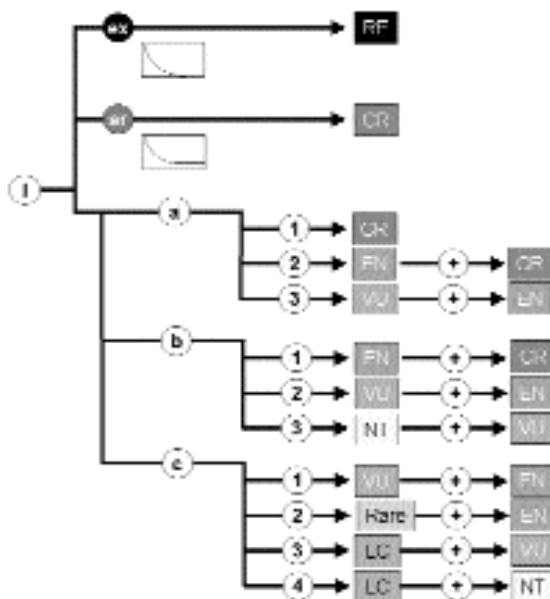 ex RE
CR
I
a
1 CR
2 EN + CR
3 VU + EN
b
1 EN + CR
2 VU + EN
3 NT + VU
c
1 VU + EN
2 Rare + EN
3 LC + VU
4 LC + NT